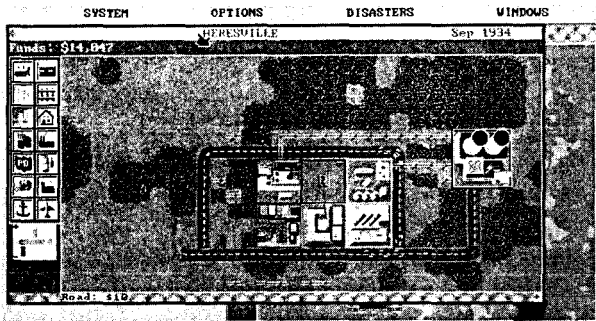 SYSTEM OPTIONS DISASTERS WINDOWS
HERESVILLE Sep 1934
Funds: $14,047
Road: $10